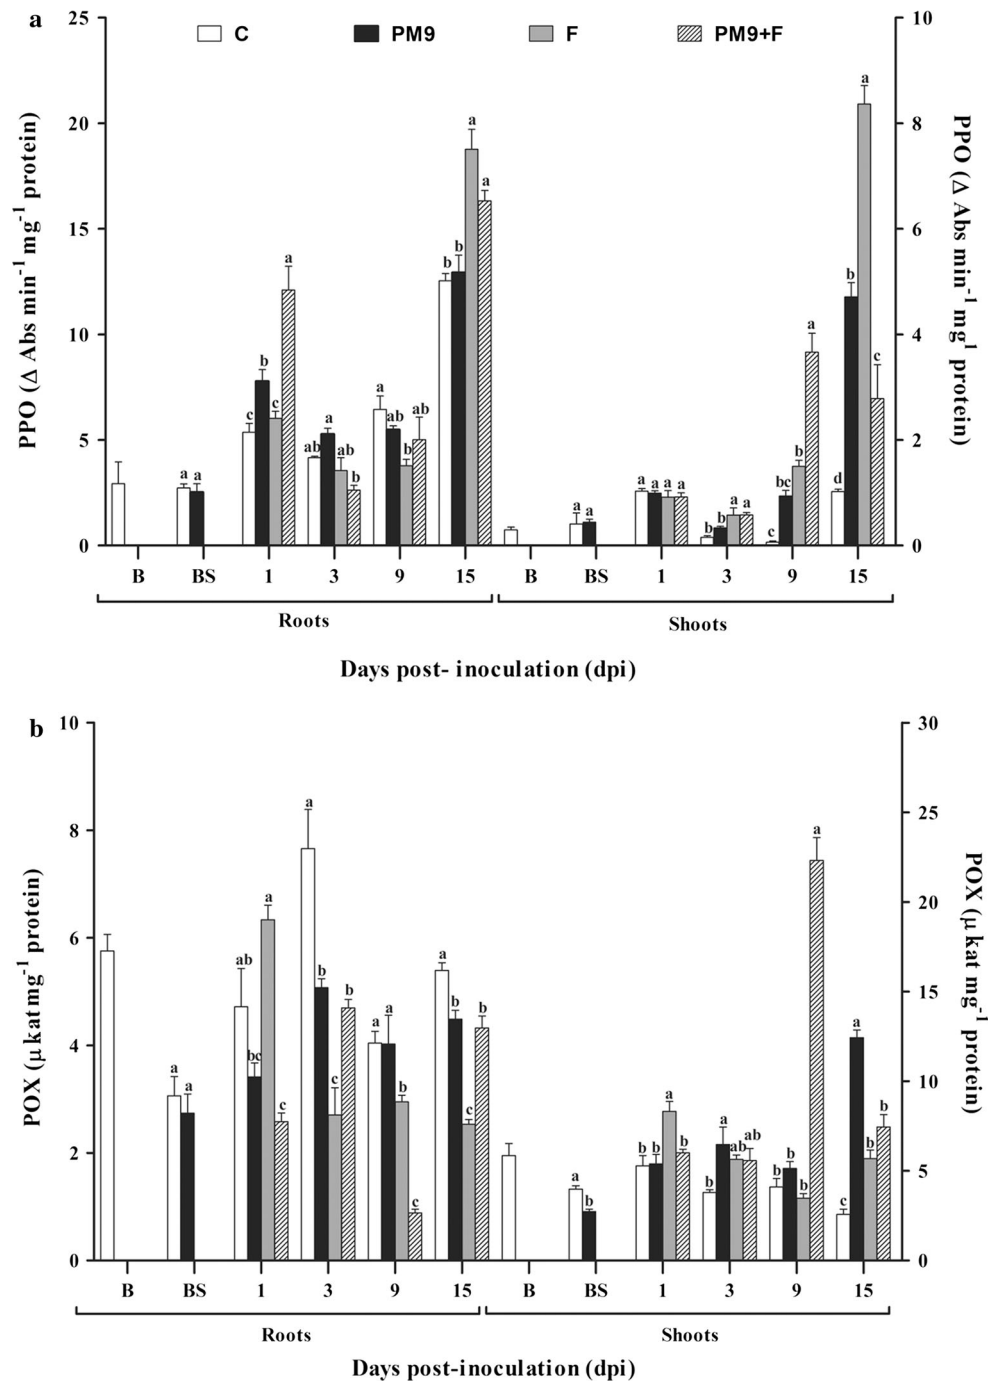 a
C PM9 F PM9+F
PPO (Δ Abs min-1 mg-1 protein)
25
20
15
10
5
0
a a a c b c a ab a ab b a ab b ab b b a a
a a a a a a b b a a c bc b a d b a c
10
8
6
4
2
0
PPO (Δ Abs min-1 mg1 protein)
B BS 1 3 9 15 B BS 1 3 9 15
Roots Shoots
Days post- inoculation (dpi)
b
POX (μ kat mg-1 protein)
10
8
6
4
2
0
a a ab bc a c a b c b a a b c a b c b
a b b b a b b a ab ab b b b a c a b b
30
25
20
15
10
5
0
POX (μ kat mg-1 protein)
B BS 1 3 9 15 B BS 1 3 9 15
Roots Shoots
Days post-inoculation (dpi)